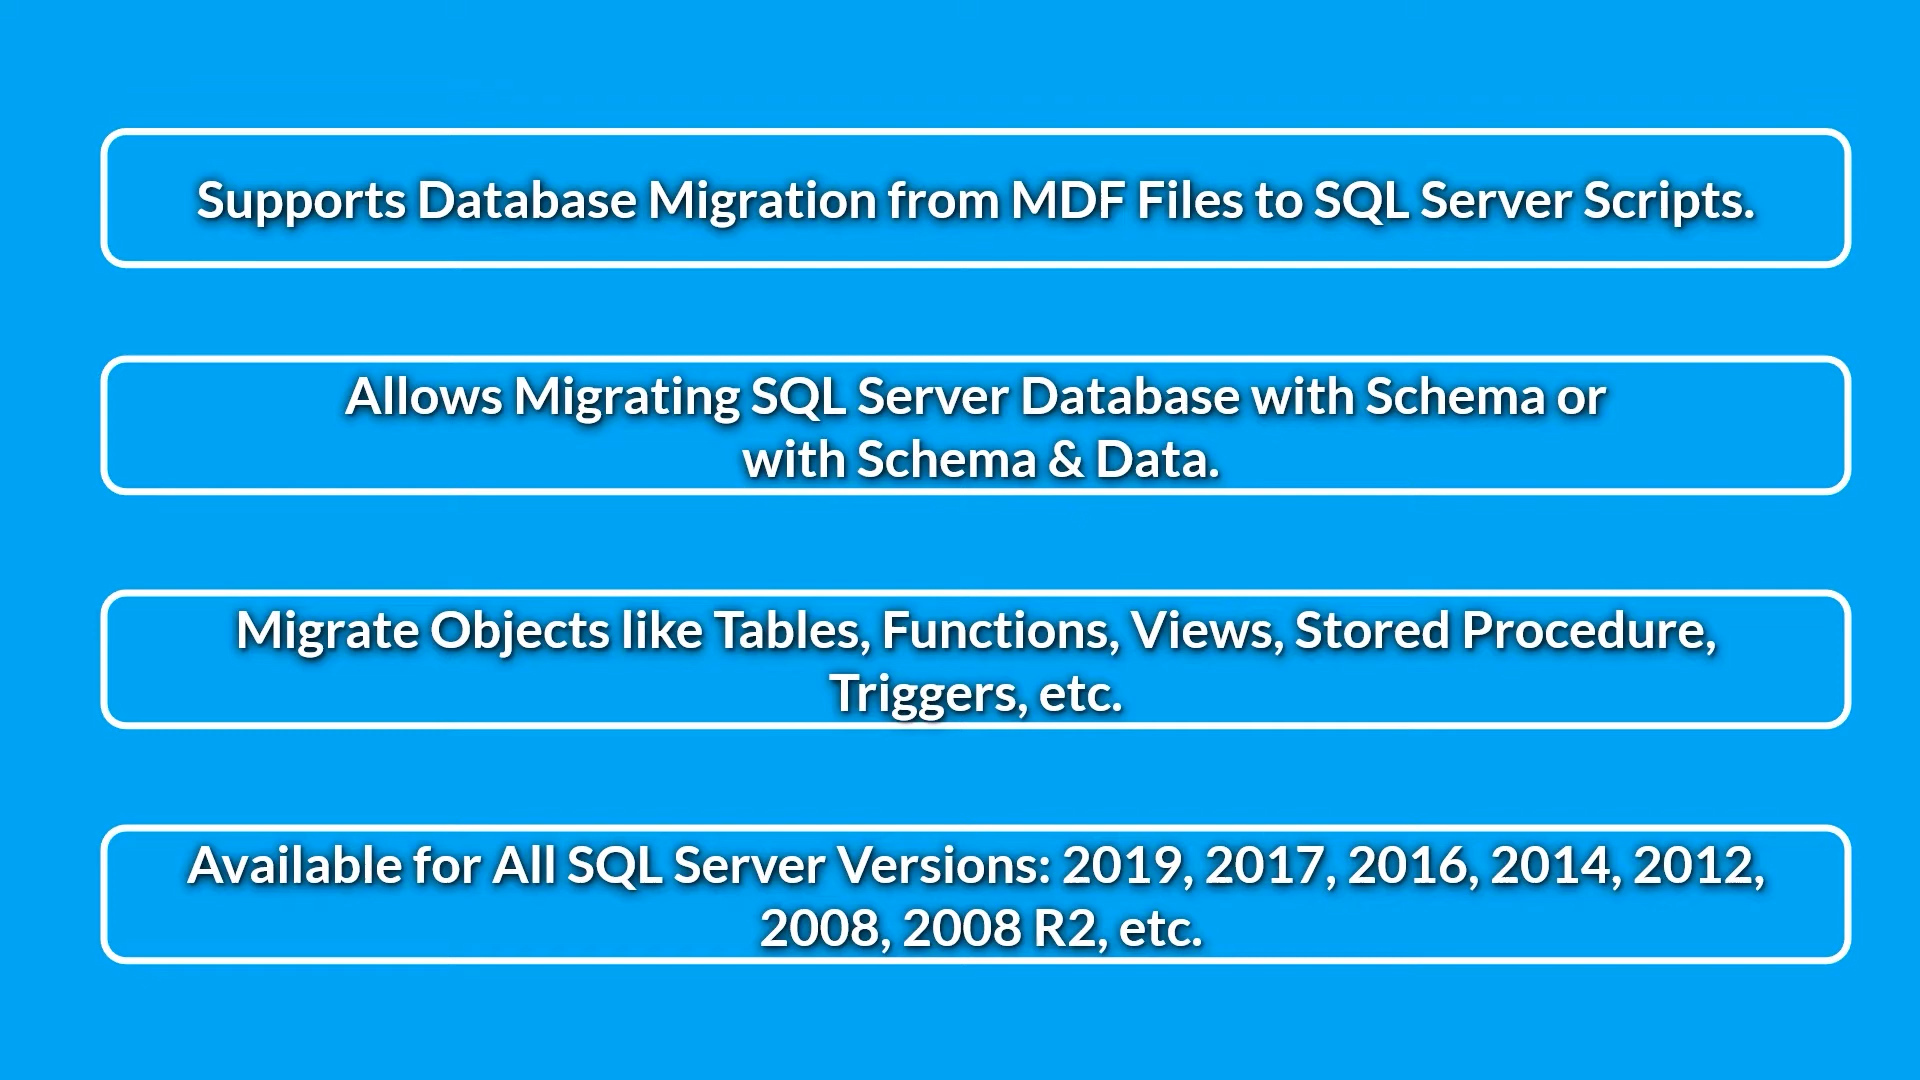 Supports Database Migration from MDF Files to SQL Server Scripts.
Allows Migrating SQL Server Database with Schema or
with Schema & Data.
Migrate Objects like Tables, Functions, Views, Stored Procedure,
Triggers, etc.
Available for All SQL Server Versions: 2019, 2017, 2016, 2014, 2012,
2008, 2008 R2, etc.